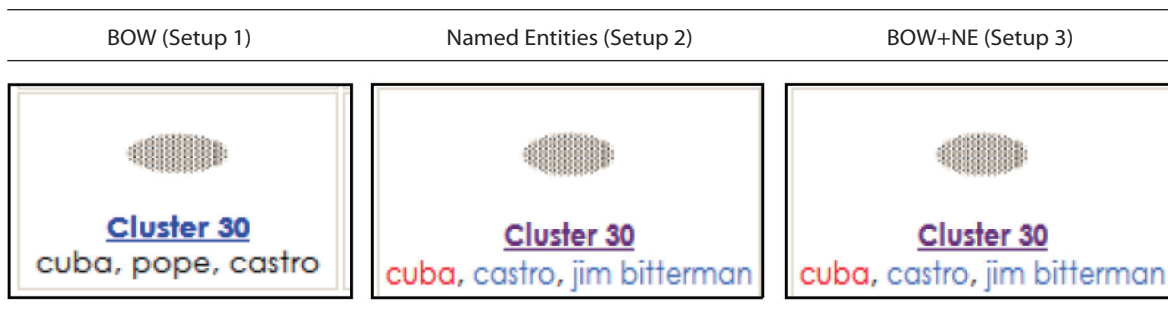 BOW (Setup 1)
Named Entities (Setup 2)
BOW+NE (Setup 3)
Cluster 30
cuba, pope, castro
Cluster 30
cuba, castro, jim bitterman
Cluster 30
cuba, castro, jim bitterman